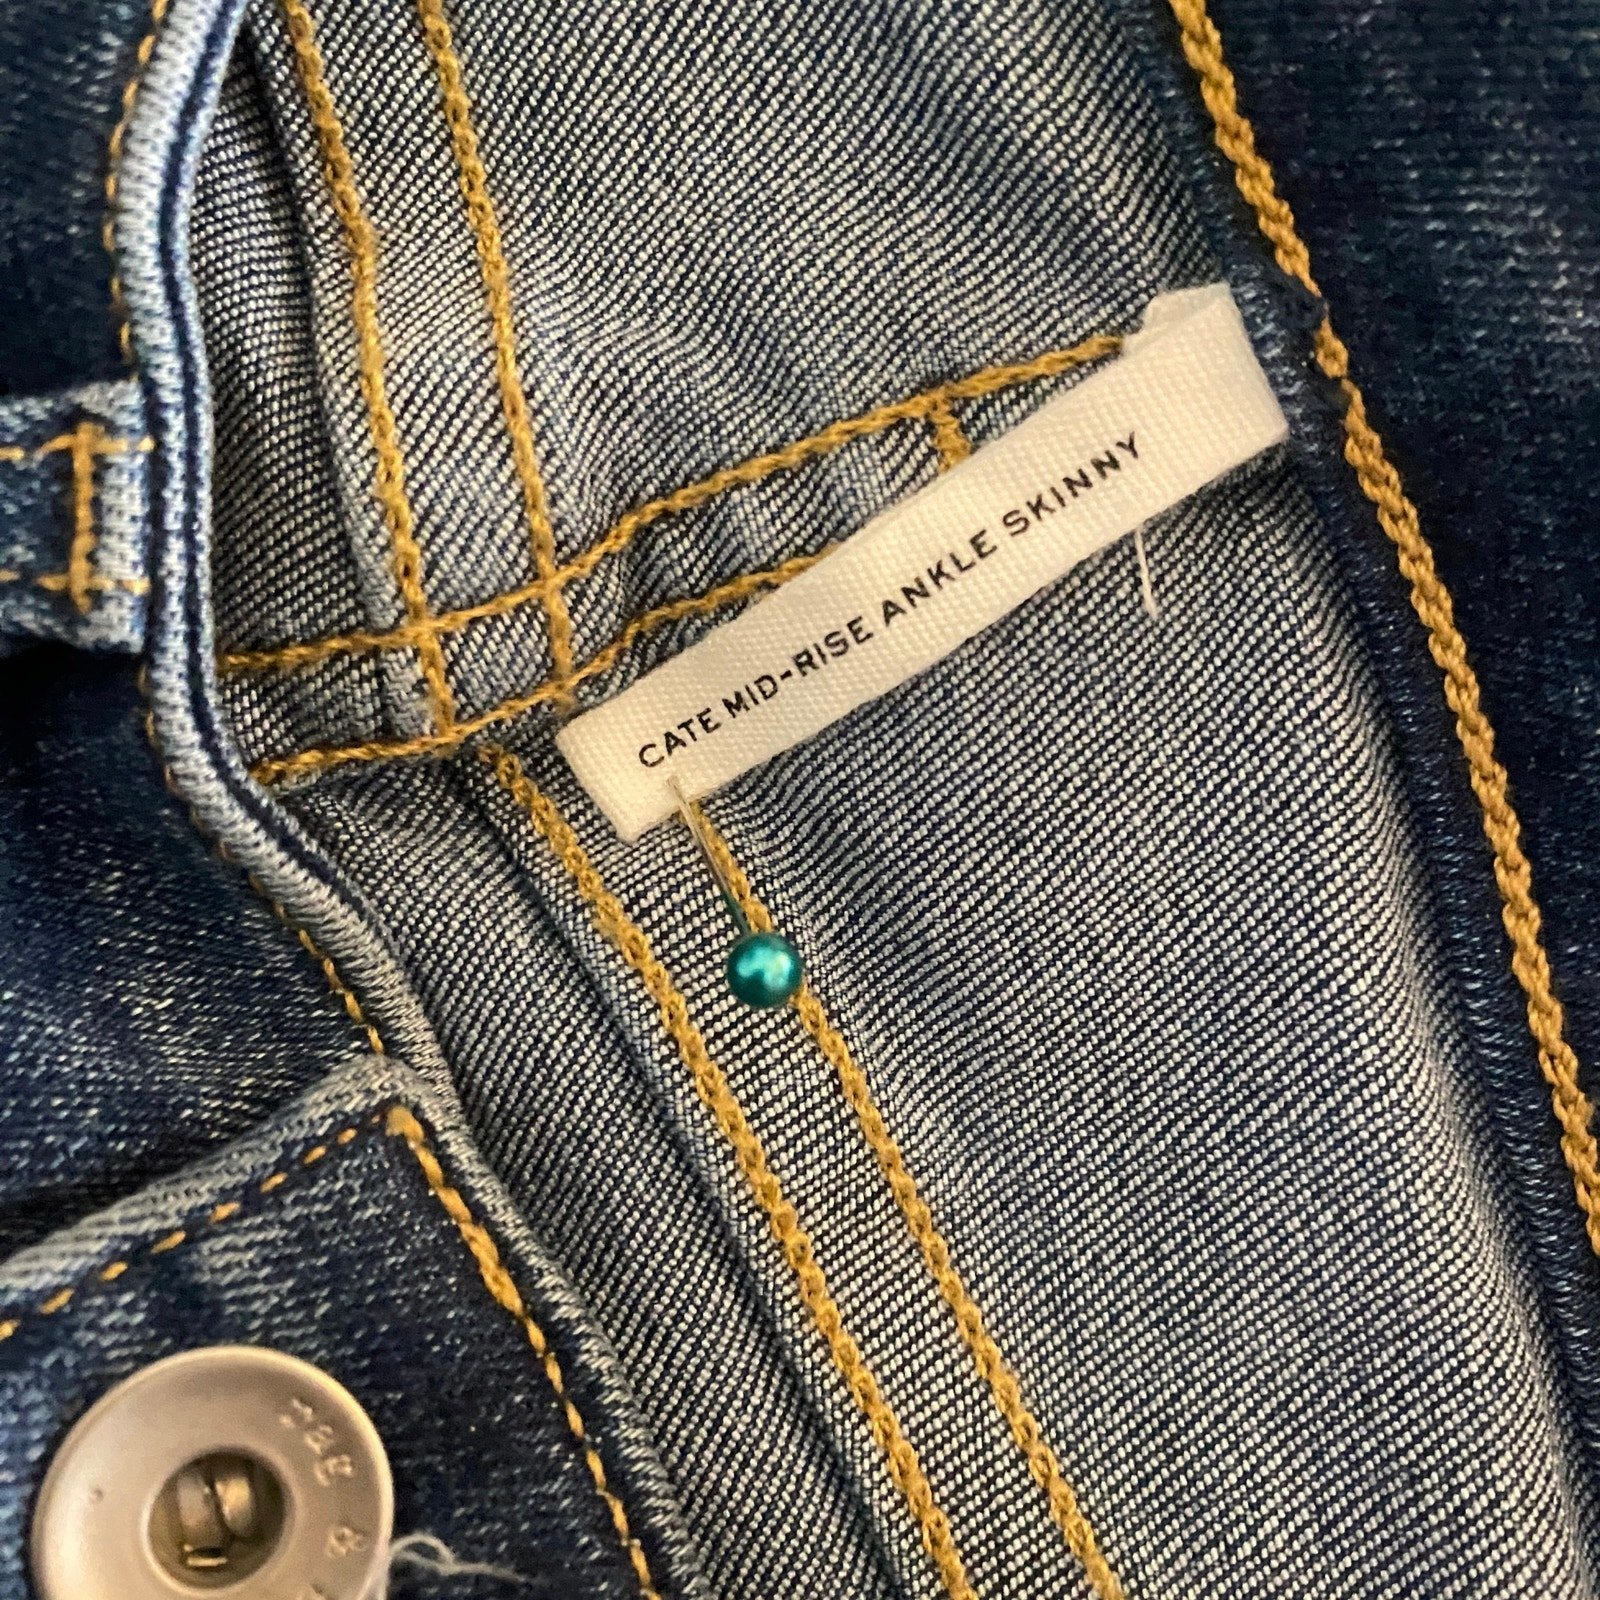 CATE MID-RISE ANKLE SKINNY